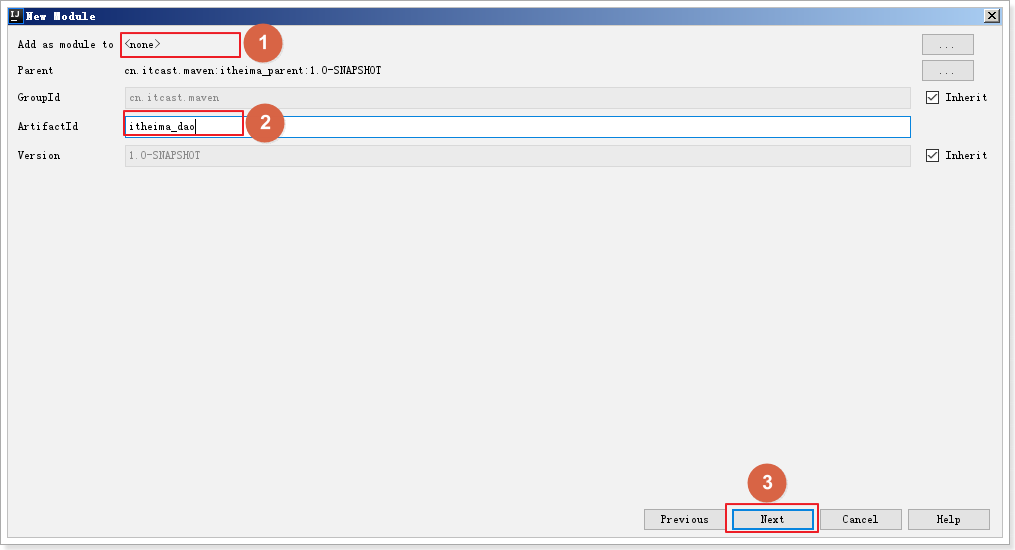 IJ New Module
Add as module to <none> 1 ...
Parent cn.itcast.maven:itheima_parent:1.0-SNAPSHOT ...
GroupId cn.itcast.maven Inherit
ArtifactId itheima_dao 2
Version 1.0-SNAPSHOT Inherit
3
Previous Next Cancel Help